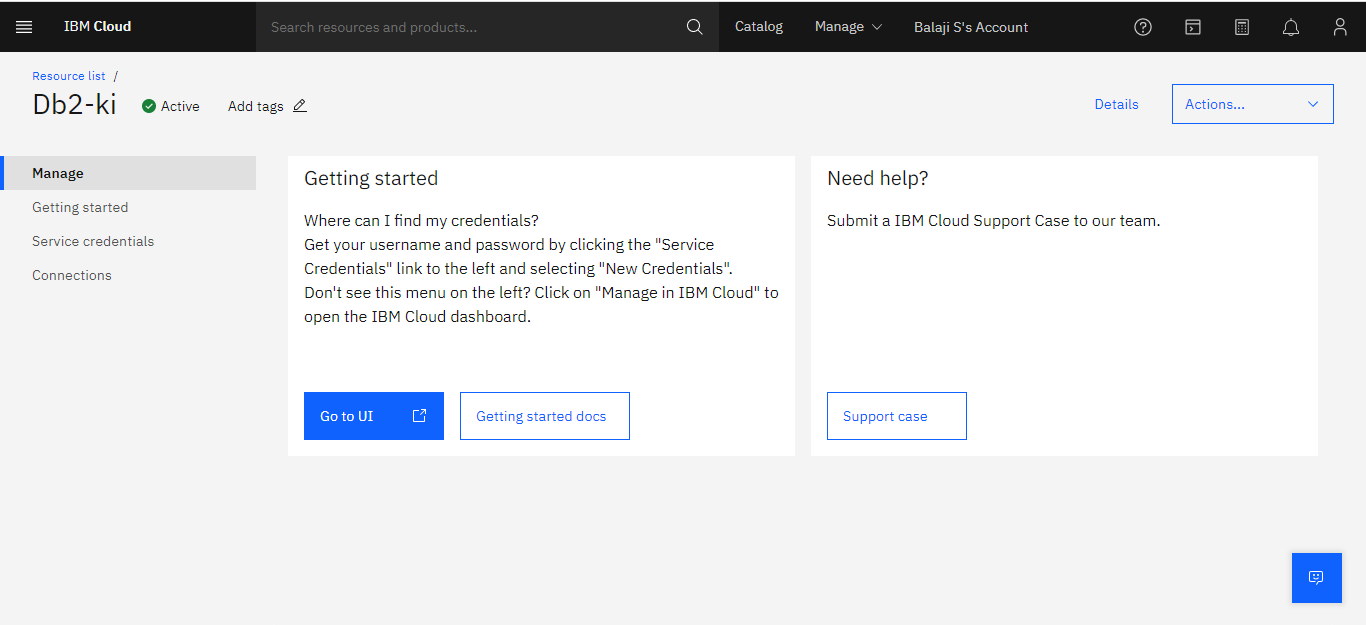 IBM Cloud
Search resources and products...
Catalog
Manage
Balaji S's Account
Resource list /
Db2-ki
Active
Add tags
Details
Actions...
Manage
Getting started
Service credentials
Connections
Getting started
Where can I find my credentials?
Get your username and password by clicking the "Service
Credentials" link to the left and selecting "New Credentials".
Don't see this menu on the left? Click on "Manage in IBM Cloud" to
open the IBM Cloud dashboard.
Go to UI
Getting started docs
Need help?
Submit a IBM Cloud Support Case to our team.
Support case